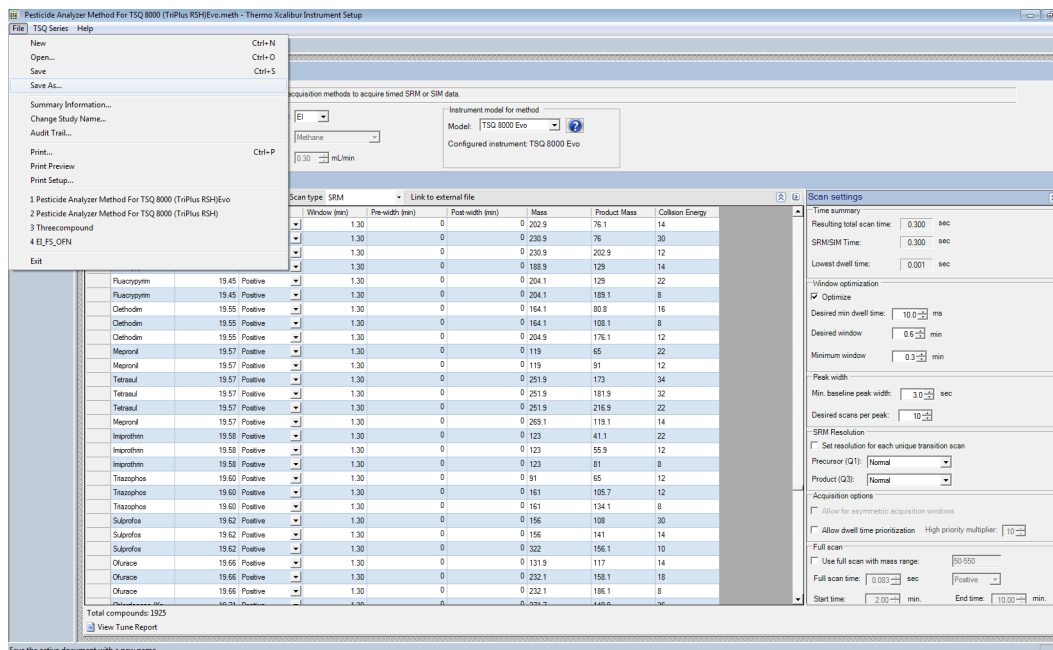 Pesticide Analyzer Method For TSQ 8000 (TriPlus RSH)Evo.meth - Thermo Xcalibur Instrument Setup
File TSQ Series Help
New Ctrl+N
Open... Ctrl+O
Save Ctrl+S
Save As...
Summary Information...
Change Study Name...
Audit Trail...
Print... Ctrl+P
Print Preview
Print Setup...
1 Pesticide Analyzer Method For TSQ 8000 (TriPlus RSH)Evo
2 Pesticide Analyzer Method For TSQ 8000 (TriPlus RSH)
3 Threecompound
4 EI_FS_OFN
Exit
acquisition methods to acquire timed SRM or SIM data.
EI
Methane
0.30 mL/min
Instrument model for method
Model: TSQ 8000 Evo
Configured instrument: TSQ 8000 Evo
Scan type SRM Link to external file
Window (min) Pre-width (min) Post-width (min) Mass Product Mass Collision Energy
1.30 0 0 202.9 76.1 14
1.30 0 0 230.9 76 30
1.30 0 0 230.9 202.9 12
1.30 0 0 188.9 129 14
Fluacrypyrim 19.45 Positive 1.30 0 0 204.1 129 22
Fluacrypyrim 19.45 Positive 1.30 0 0 204.1 189.1 8
Clethodim 19.55 Positive 1.30 0 0 164.1 80.8 16
Clethodim 19.55 Positive 1.30 0 0 164.1 108.1 8
Clethodim 19.55 Positive 1.30 0 0 204.9 176.1 12
Mepronil 19.57 Positive 1.30 0 0 119 65 22
Mepronil 19.57 Positive 1.30 0 0 119 91 12
Tetrasul 19.57 Positive 1.30 0 0 251.9 173 34
Tetrasul 19.57 Positive 1.30 0 0 251.9 181.9 32
Tetrasul 19.57 Positive 1.30 0 0 251.9 216.9 22
Mepronil 19.57 Positive 1.30 0 0 269.1 119.1 14
Imiprothrin 19.58 Positive 1.30 0 0 123 41.1 22
Imiprothrin 19.58 Positive 1.30 0 0 123 55.9 12
Imiprothrin 19.58 Positive 1.30 0 0 123 81 8
Triazophos 19.60 Positive 1.30 0 0 91 65 12
Triazophos 19.60 Positive 1.30 0 0 161 105.7 12
Triazophos 19.60 Positive 1.30 0 0 161 134.1 8
Sulprofos 19.62 Positive 1.30 0 0 156 108 30
Sulprofos 19.62 Positive 1.30 0 0 156 141 14
Sulprofos 19.62 Positive 1.30 0 0 322 156.1 10
Ofurace 19.66 Positive 1.30 0 0 131.9 117 14
Ofurace 19.66 Positive 1.30 0 0 232.1 158.1 18
Ofurace 19.66 Positive 1.30 0 0 232.1 186.1 8
Total compounds: 1925
View Tune Report
Scan settings
Time summary
Resulting total scan time: 0.300 sec
SRM/SIM Time: 0.300 sec
Lowest dwell time: 0.001 sec
Window optimization
Optimize
Desired min dwell time: 10.0 ms
Desired window 0.6 min
Minimum window 0.3 min
Peak width
Min. baseline peak width: 3.0 sec
Desired scans per peak: 10
SRM Resolution
Set resolution for each unique transition scan
Precursor (Q1): Normal
Product (Q3): Normal
Acquisition options
Allow for asymmetric acquisition windows
Allow dwell time prioritization High priority multiplier: 10
Full scan
Use full scan with mass range: 50-550
Full scan time: 0.083 sec Positive
Start time: 2.00 min. End time: 10.00 min.
Save the active document with a new name